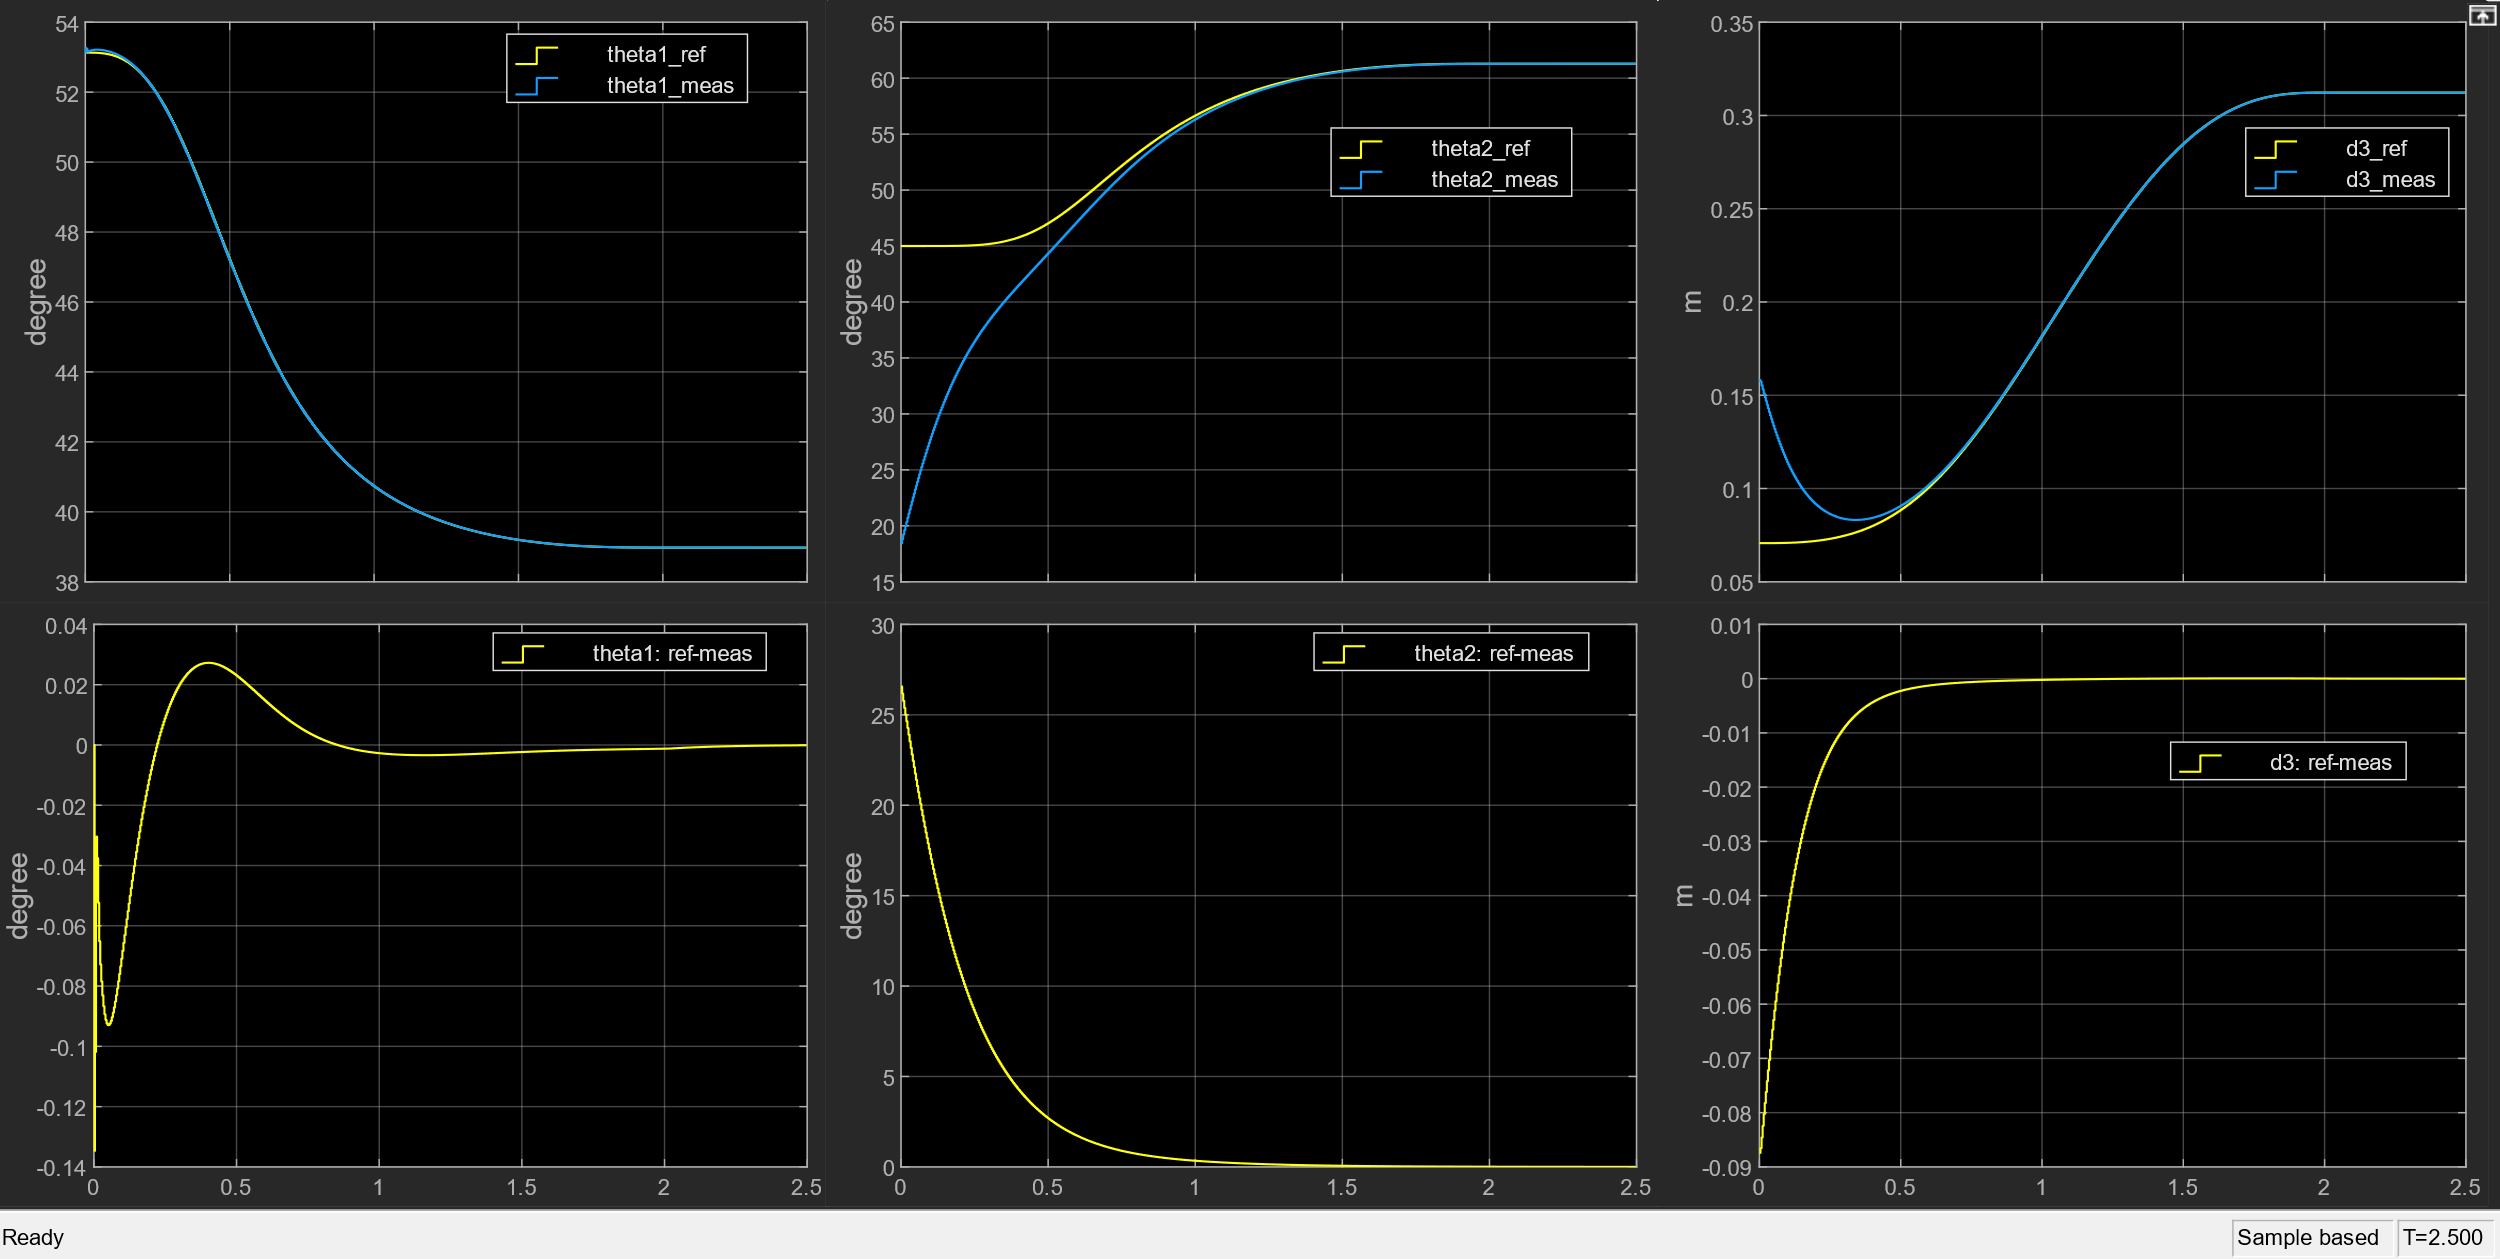 54
52
50
48
46
44
42
40
38
degree
theta1_ref
theta1_meas
65
60
55
50
45
40
35
30
25
20
15
degree
theta2_ref
theta2_meas
0.35
0.3
0.25
0.2
0.15
0.1
0.05
m
d3_ref
d3_meas
0.04
0.02
0
-0.02
-0.04
-0.06
-0.08
-0.1
-0.12
-0.14
degree
theta1: ref-meas
0 0.5 1 1.5 2 2.5
30
25
20
15
10
5
0
degree
theta2: ref-meas
0 0.5 1 1.5 2 2.5
0.01
0
-0.01
-0.02
-0.03
-0.04
-0.05
-0.06
-0.07
-0.08
-0.09
m
d3: ref-meas
0 0.5 1 1.5 2 2.5
Ready
Sample based T=2.500